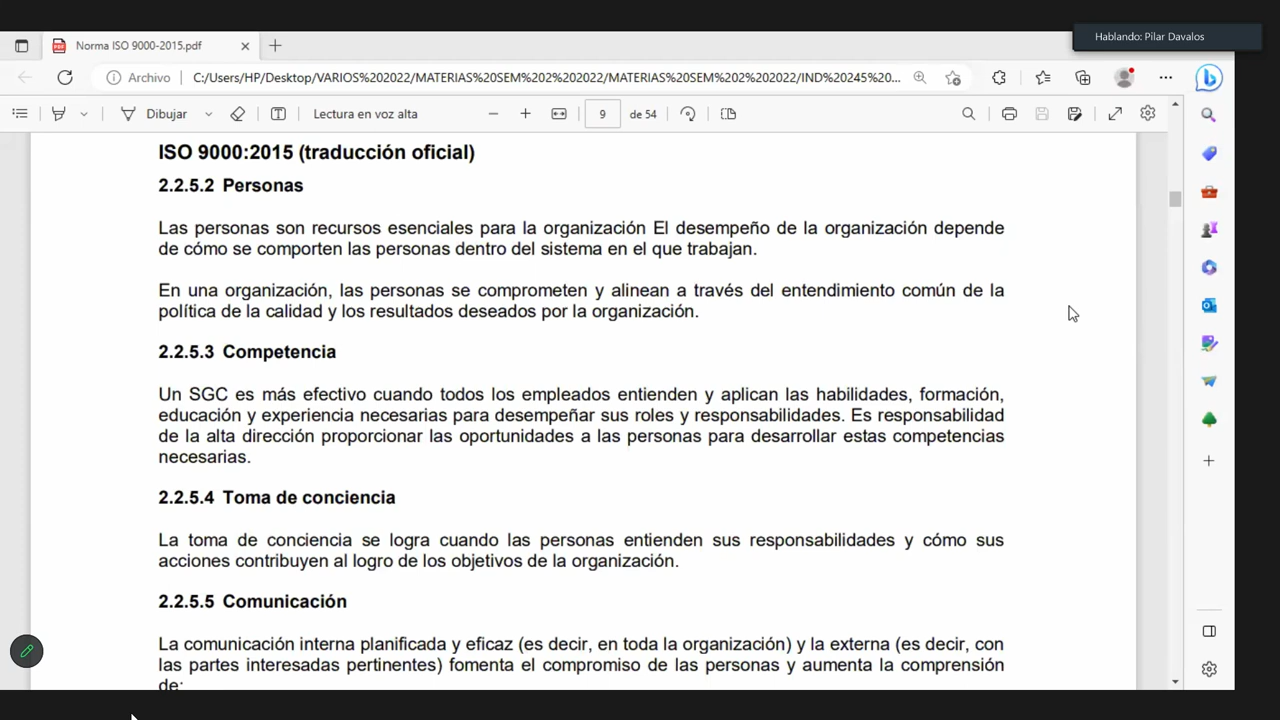 Hablando: Pilar Davalos
Norma ISO 9000-2015.pdf
Archivo C:/Users/HP/Desktop/VARIOS%202022/MATERIAS%20SEM%202%202022/MATERIAS%20SEM%202%202022/IND%20245%20...
Dibujar Lectura en voz alta 9 de 54
ISO 9000:2015 (traducción oficial)
2.2.5.2 Personas
Las personas son recursos esenciales para la organización El desempeño de la organización depende
de cómo se comporten las personas dentro del sistema en el que trabajan.
En una organización, las personas se comprometen y alinean a través del entendimiento común de la
política de la calidad y los resultados deseados por la organización.
2.2.5.3 Competencia
Un SGC es más efectivo cuando todos los empleados entienden y aplican las habilidades, formación,
educación y experiencia necesarias para desempeñar sus roles y responsabilidades. Es responsabilidad
de la alta dirección proporcionar las oportunidades a las personas para desarrollar estas competencias
necesarias.
2.2.5.4 Toma de conciencia
La toma de conciencia se logra cuando las personas entienden sus responsabilidades y cómo sus
acciones contribuyen al logro de los objetivos de la organización.
2.2.5.5 Comunicación
La comunicación interna planificada y eficaz (es decir, en toda la organización) y la externa (es decir, con
las partes interesadas pertinentes) fomenta el compromiso de las personas y aumenta la comprensión
de: